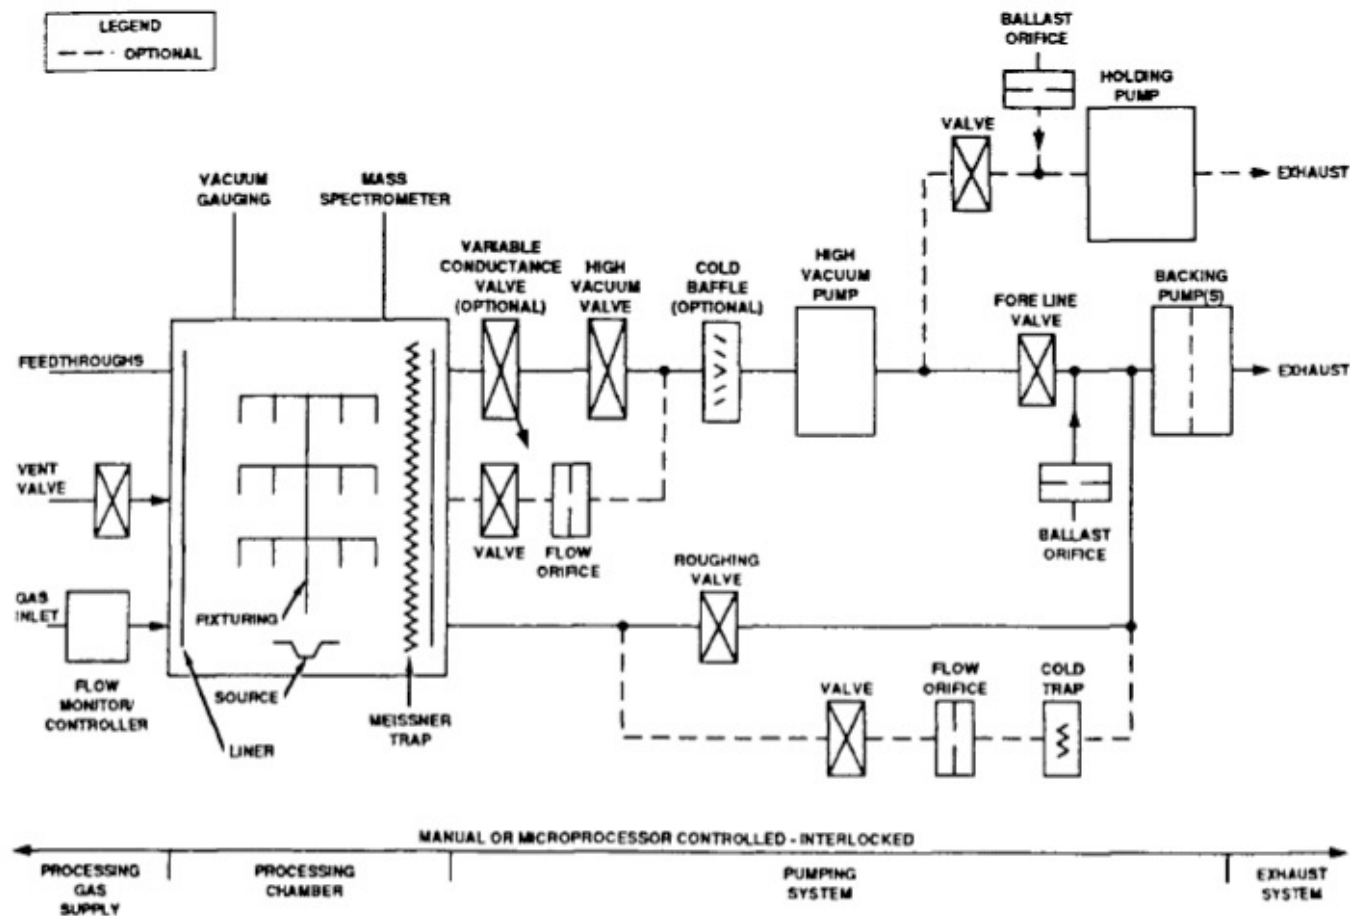 LEGEND
OPTIONAL
BALLAST
ORIFICE
HOLDING
PUMP
VALVE
EXHAUST
VACUUM
GAUGING
MASS
SPECTROMETER
VARIABLE
CONDUCTANCE
VALVE
(OPTIONAL)
HIGH
VACUUM
VALVE
COLD
BAFFLE
(OPTIONAL)
HIGH
VACUUM
PUMP
FORE LINE
VALVE
BACKING
PUMP(S)
EXHAUST
FEEDTHROUGHS
VENT
VALVE
VALVE
FLOW
ORIFICE
BALLAST
ORIFICE
ROUGHING
VALVE
GAS
INLET
FIXTURING
FLOW
MONITOR/
CONTROLLER
SOURCE
LINER
MEISSNER
TRAP
VALVE
FLOW
ORIFICE
COLD
TRAP
MANUAL OR MICROPROCESSOR CONTROLLED - INTERLOCKED
PROCESSING
GAS
SUPPLY
PROCESSING
CHAMBER
PUMPING
SYSTEM
EXHAUST
SYSTEM